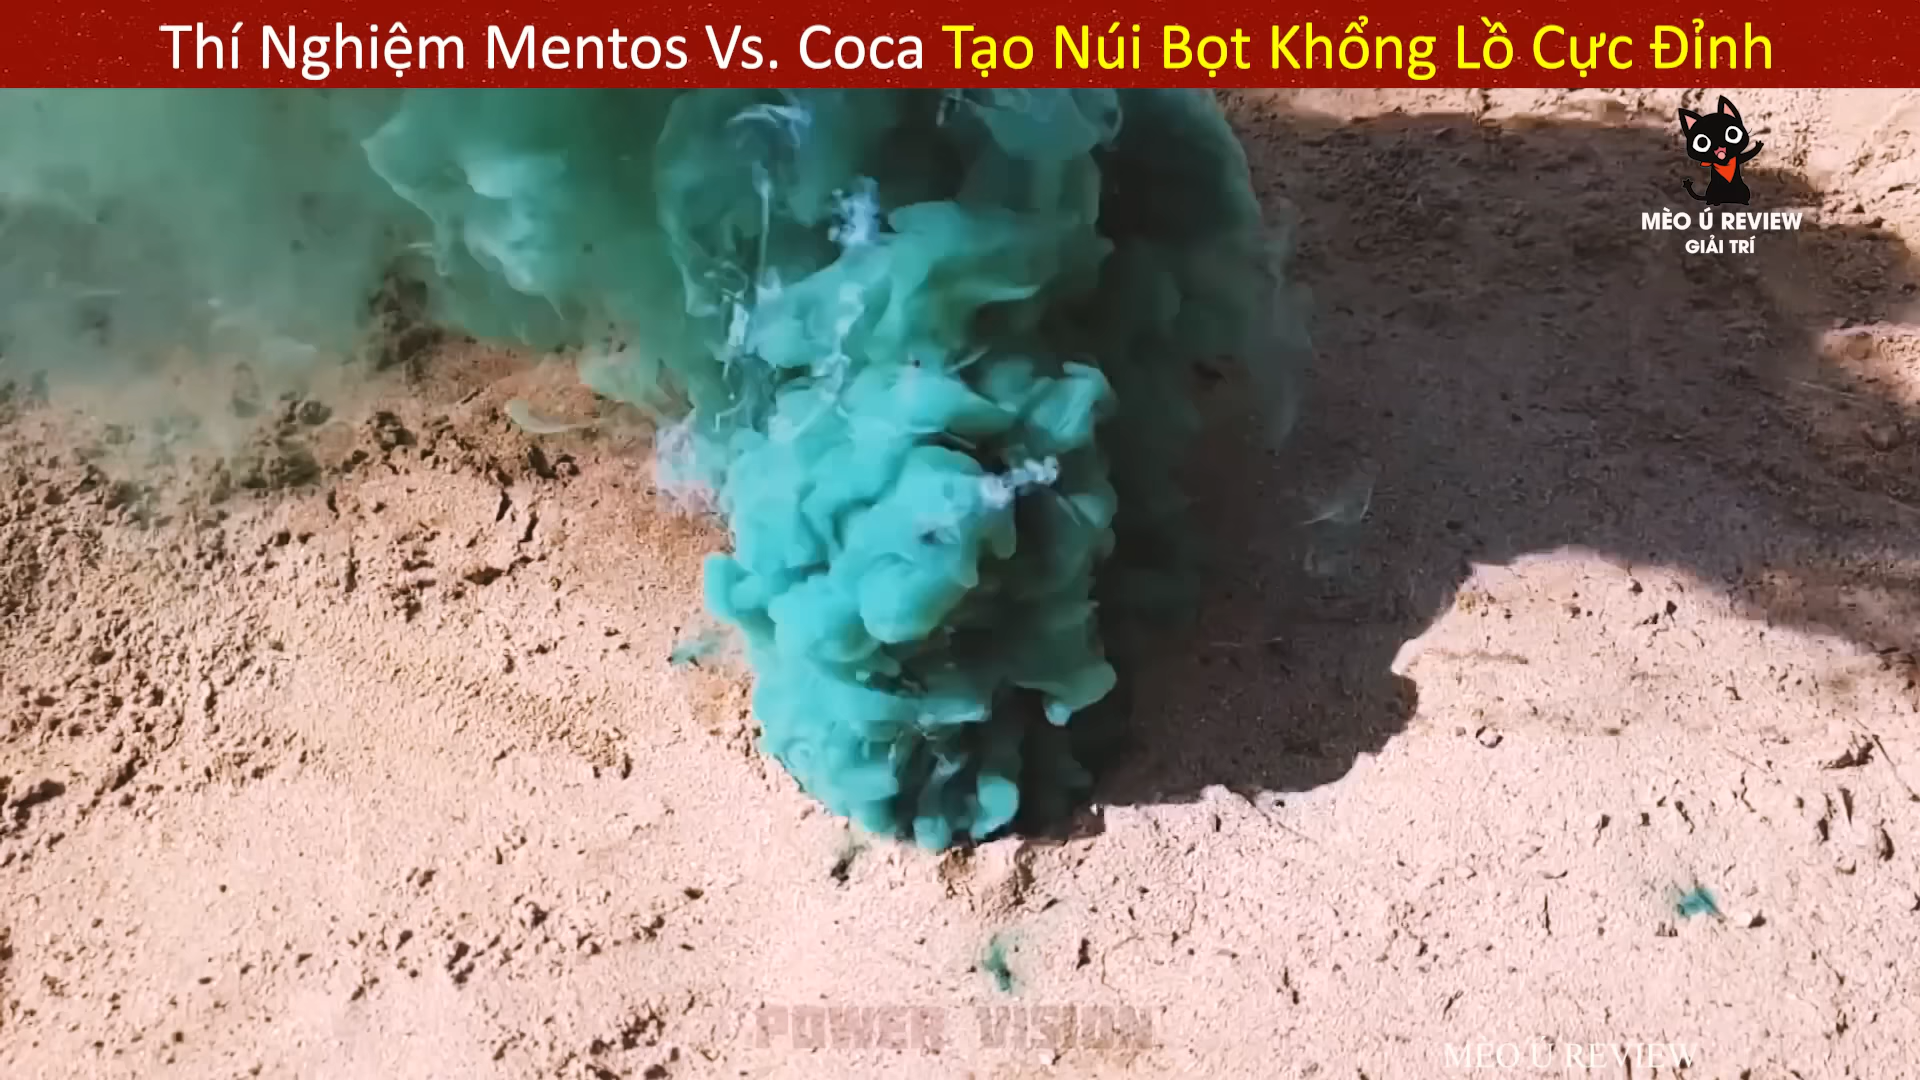 Thí Nghiệm Mentos Vs. Coca Tạo Núi Bọt Khổng Lồ Cực Đỉnh
MÈO Ú REVIEW
GIẢI TRÍ
POWER VISION
MÈO Ú REVIEW